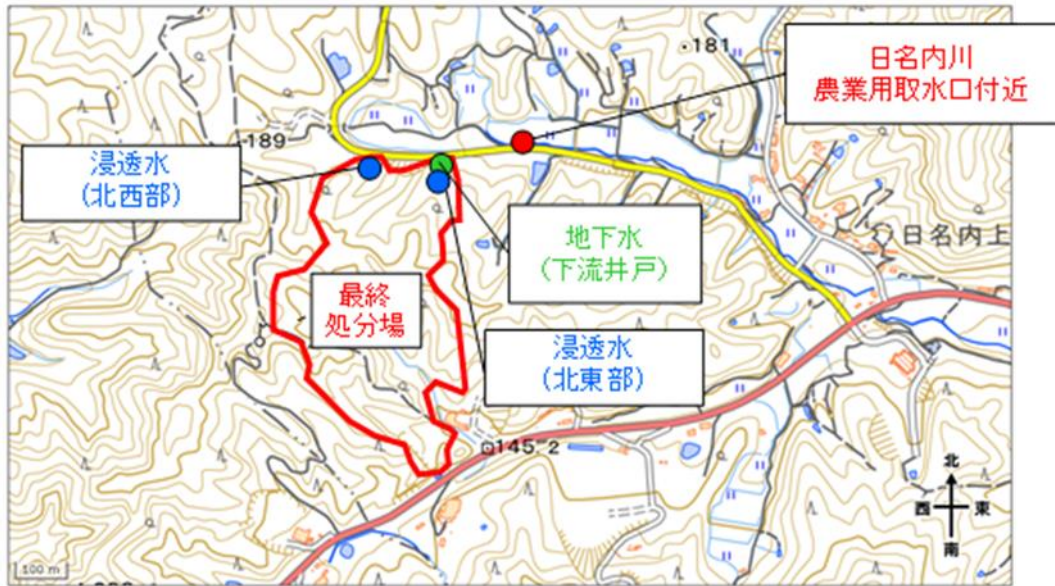 ・181
日名内川
農業用取水口付近
189
浸透水
(北西部)
地下水
(下流井戸)
日名内上
最終
処分場
浸透水
(北東部)
145.2
北
西 東
南
100 m